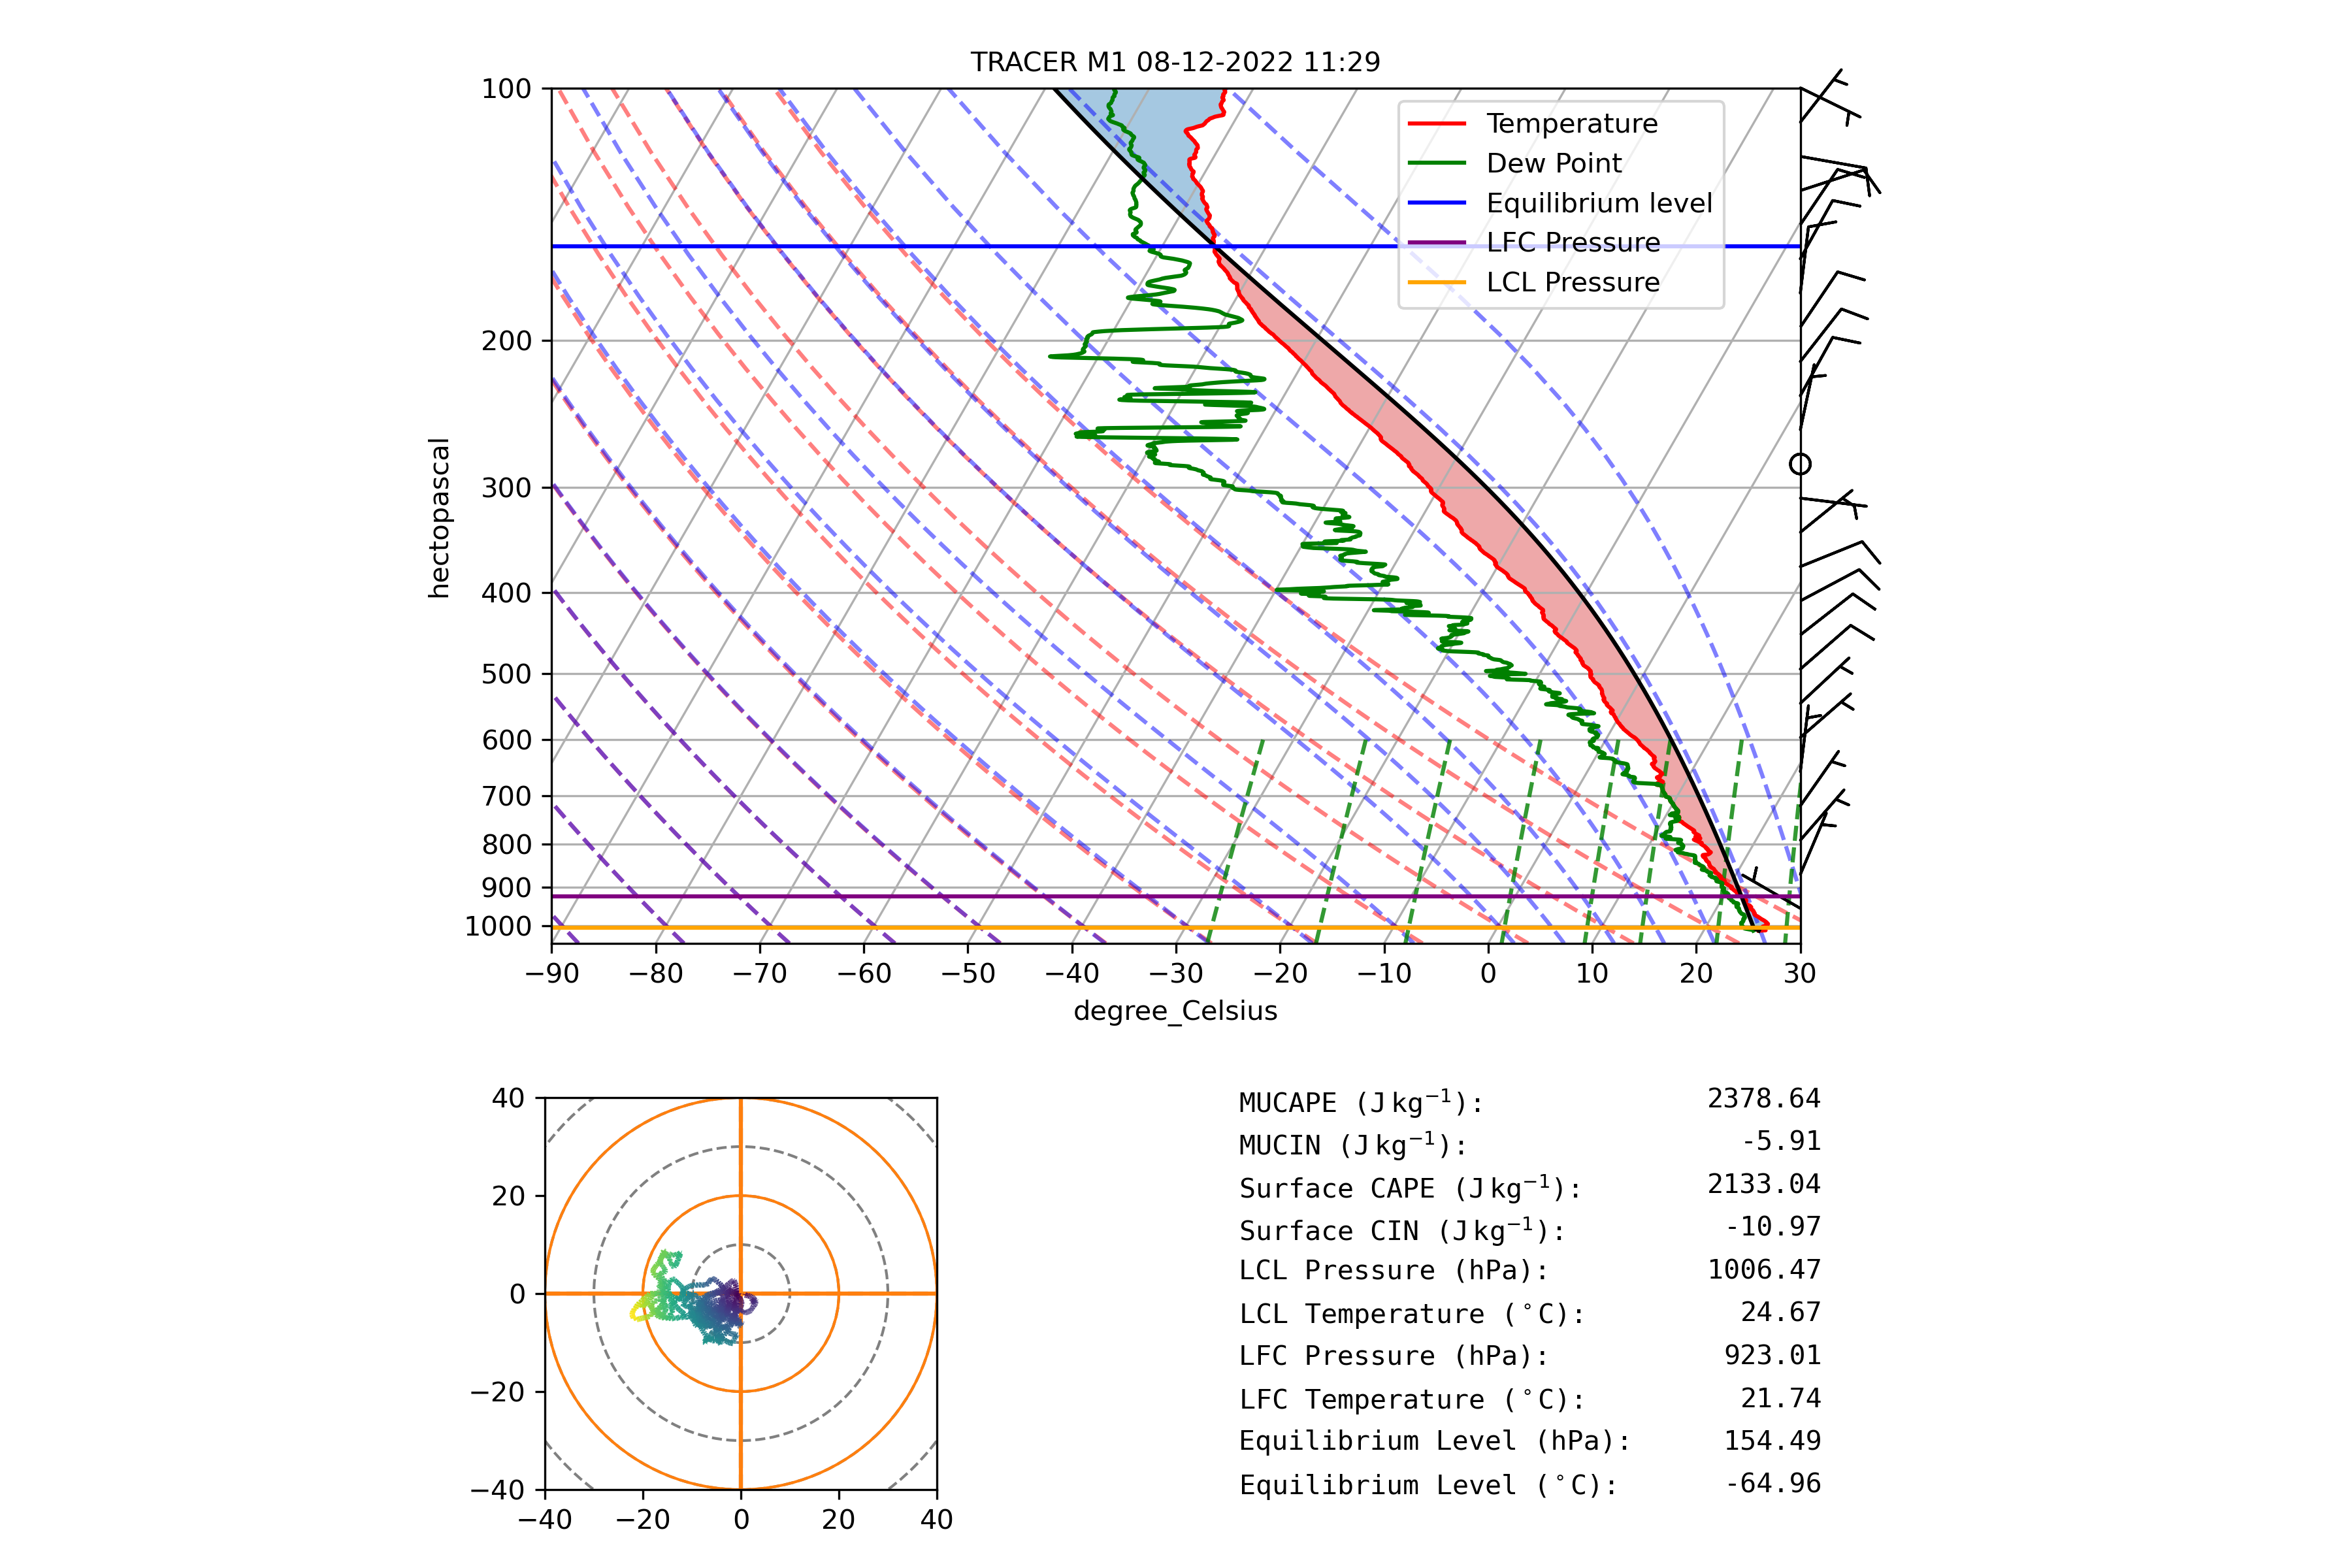 TRACER M1 08-12-2022 11:29
100
200
300
400
500
600
700
800
900
1000
hectopascal
Temperature
Dew Point
Equilibrium level
LFC Pressure
LCL Pressure
−90 −80 −70 −60 −50 −40 −30 −20 −10 0 10 20 30
degree_Celsius
40
20
0
−20
−40
−40 −20 0 20 40
MUCAPE (J kg⁻¹): 2378.64
MUCIN (J kg⁻¹): -5.91
Surface CAPE (J kg⁻¹): 2133.04
Surface CIN (J kg⁻¹): -10.97
LCL Pressure (hPa): 1006.47
LCL Temperature (°C): 24.67
LFC Pressure (hPa): 923.01
LFC Temperature (°C): 21.74
Equilibrium Level (hPa): 154.49
Equilibrium Level (°C): -64.96